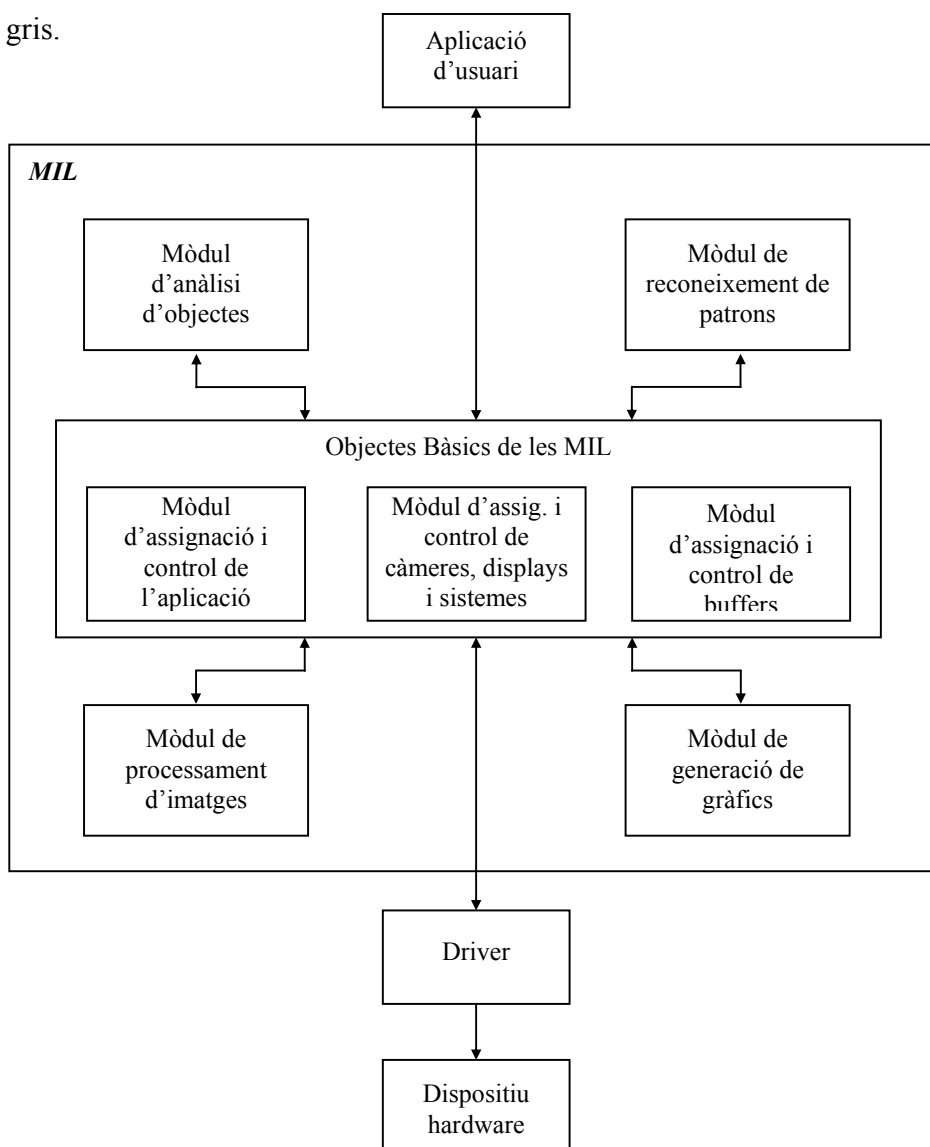 gris.
Aplicació
d’usuari
MIL
Mòdul
d’anàlisi
d’objectes
Mòdul de
reconeixement de
patrons
Objectes Bàsics de les MIL
Mòdul
d’assignació i
control de
l’aplicació
Mòdul d’assig. i
control de
càmeres, displays
i sistemes
Mòdul
d’assignació i
control de
buffers
Mòdul de
processament
d’imatges
Mòdul de
generació de
gràfics
Driver
Dispositiu
hardware